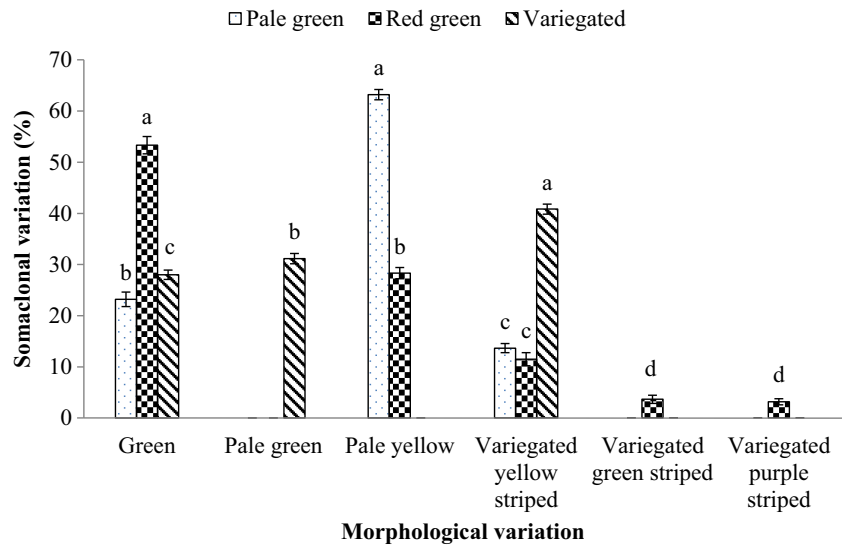 Pale green Red green Variegated
Somaclonal variation (%)
70
60
50
40
30
20
10
0
b
a
c
b
a
b
c
c
a
d
d
Green
Pale green
Pale yellow
Variegated
yellow
striped
Variegated
green striped
Variegated
purple
striped
Morphological variation